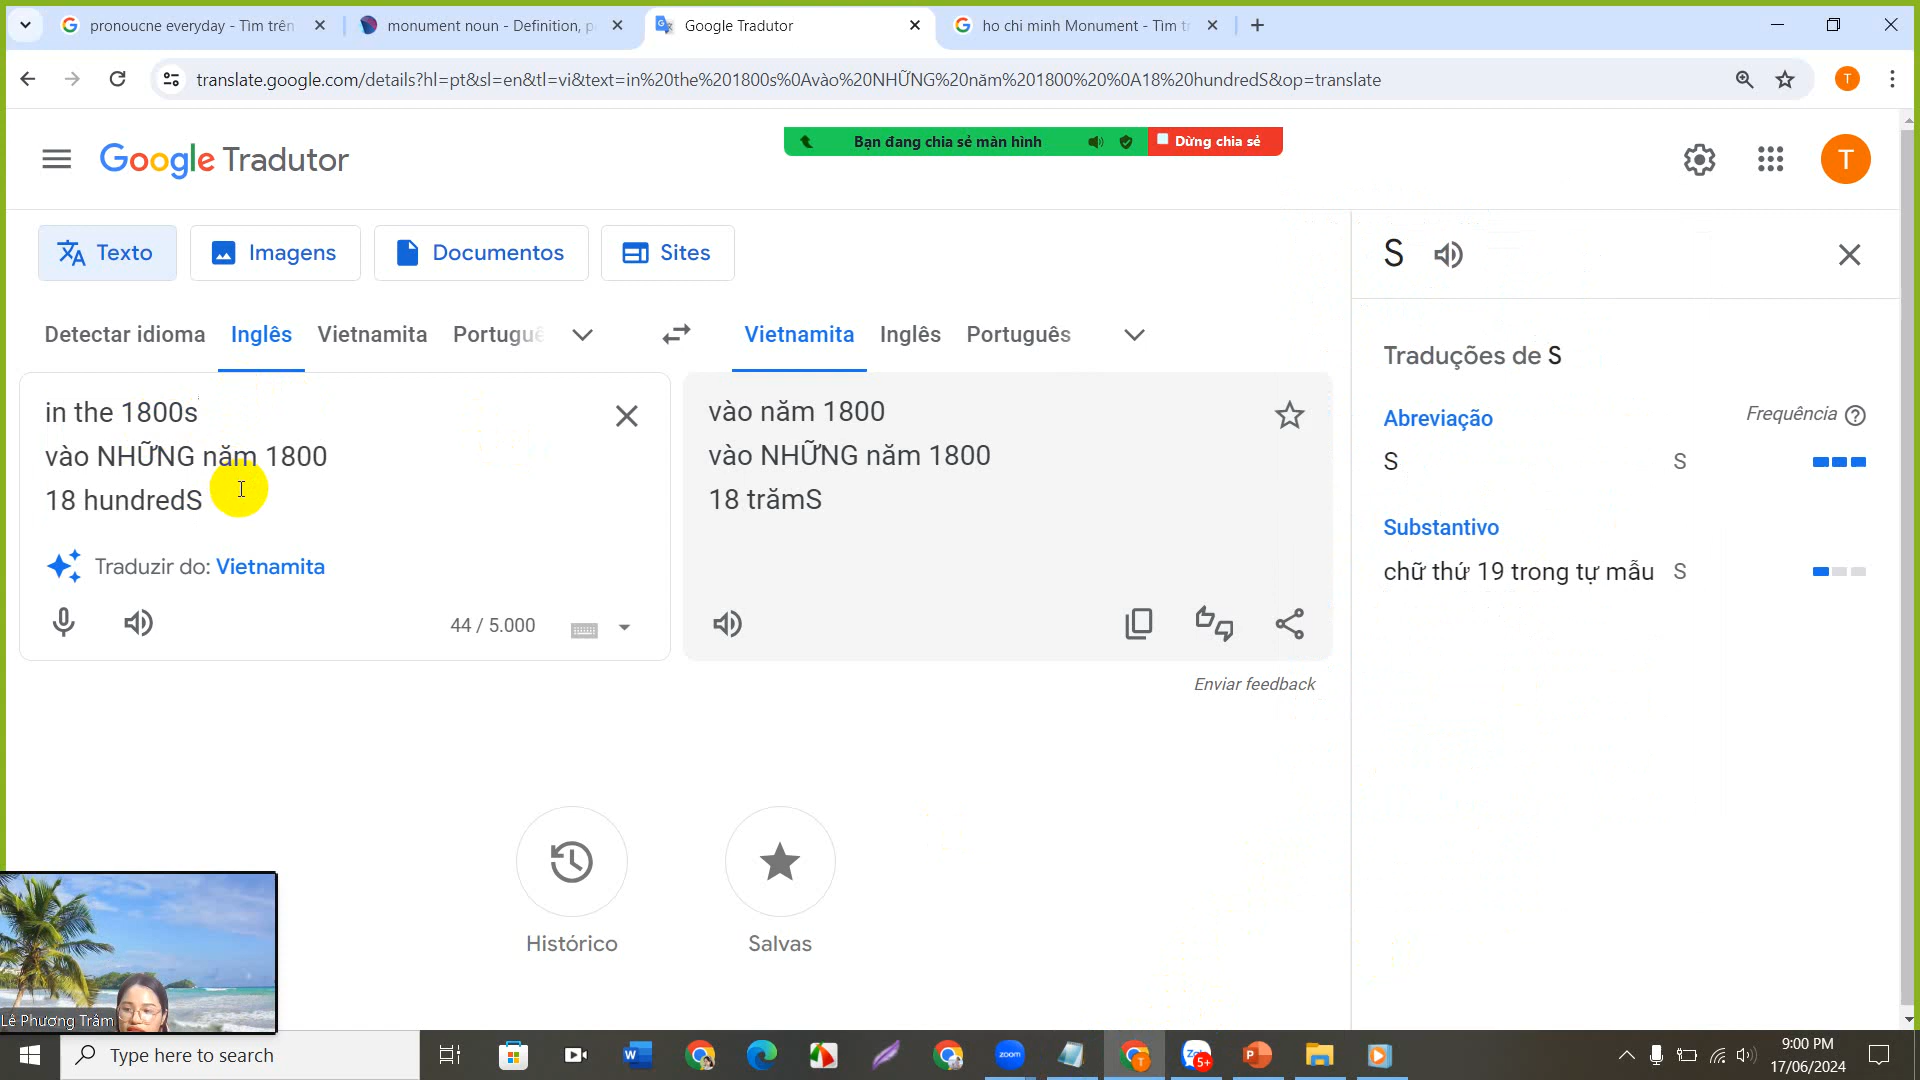 pronoucne everyday - Tìm trên
monument noun - Definition, p
Google Tradutor
ho chi minh Monument - Tìm t
translate.google.com/details?hl=pt&sl=en&tl=vi&text=in%20the%201800s%0Avào%20NHỮNG%20năm%201800%20%0A18%20hundredS&op=translate
T
Google Tradutor
Bạn đang chia sẻ màn hình
Dừng chia sẻ
T
Texto
Imagens
Documentos
Sites
S
Detectar idioma
Inglês
Vietnamita
Portuguê
Vietnamita
Inglês
Português
Traduções de S
in the 1800s
vào NHỮNG năm 1800
18 hundredS
vào năm 1800
vào NHỮNG năm 1800
18 trămS
Abreviação
Frequência
S
S
Substantivo
chữ thứ 19 trong tự mẫu
S
Traduzir do: Vietnamita
44 / 5.000
Enviar feedback
Histórico
Salvas
Lê Phương Trâm
Type here to search
zoom
5+
9:00 PM
17/06/2024